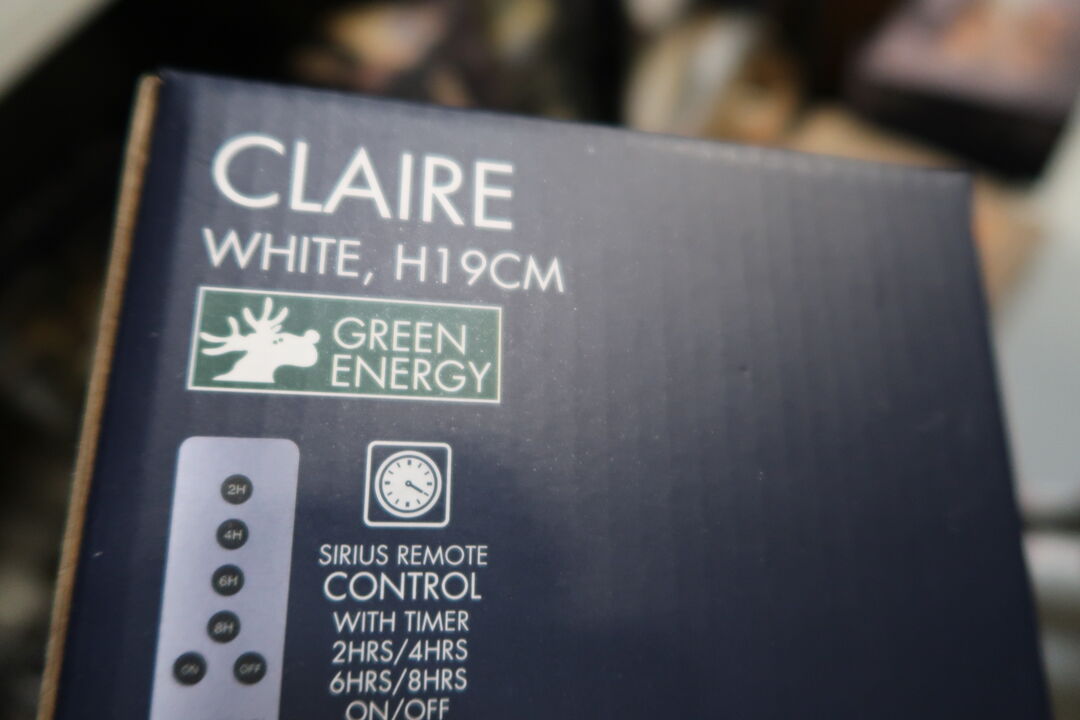 CLAIRE
WHITE, H19CM
GREEN
ENERGY
2H
4H
6H
8H
ON OFF
SIRIUS REMOTE
CONTROL
WITH TIMER
2HRS/4HRS
6HRS/8HRS
ON/OFF